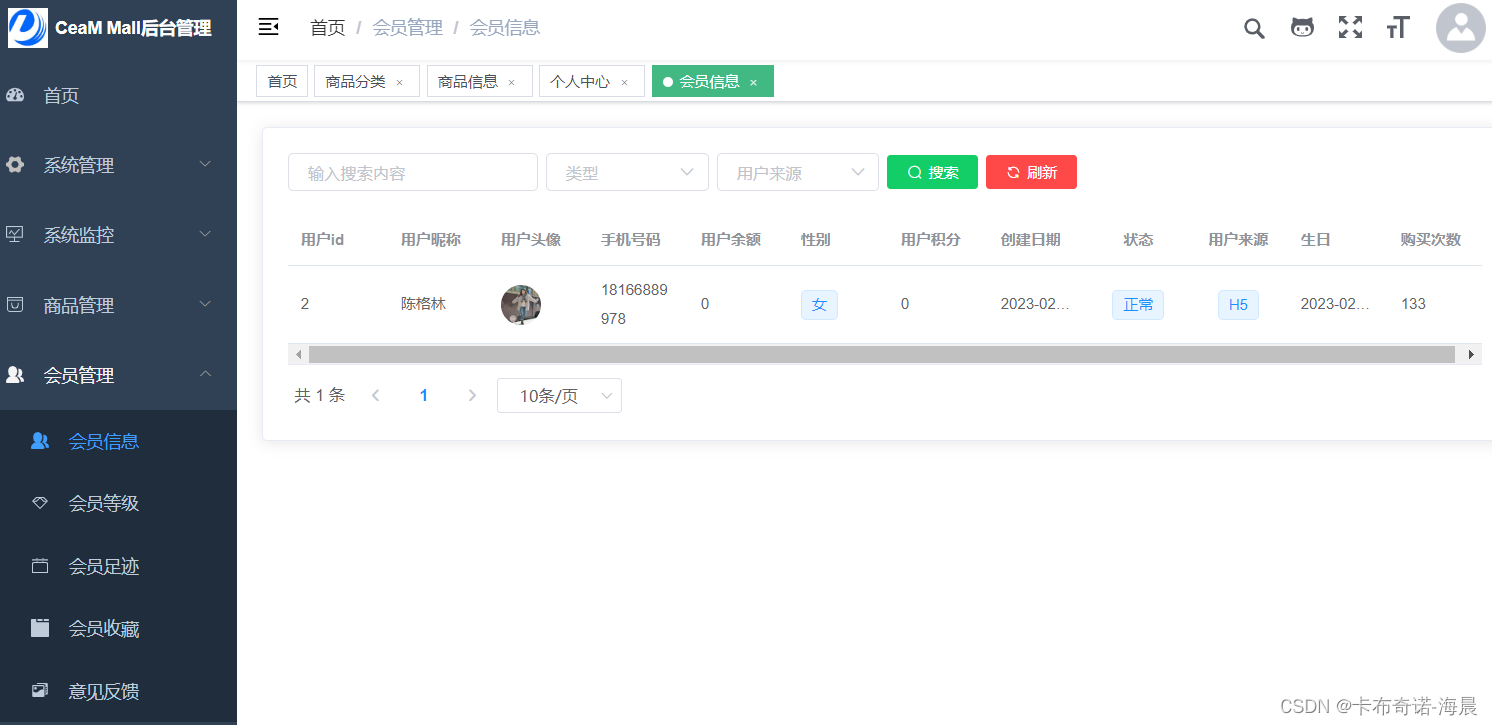 CeaM Mall后台管理
首页
系统管理
系统监控
商品管理
会员管理
会员信息
会员等级
会员足迹
会员收藏
意见反馈
首页 / 会员管理 / 会员信息
首页 商品分类 × 商品信息 × 个人中心 × 会员信息 ×
输入搜索内容 类型 用户来源 搜索 刷新
用户id 用户昵称 用户头像 手机号码 用户余额 性别 用户积分 创建日期 状态 用户来源 生日 购买次数
2 陈格林 18166889 0 女 0 2023-02... 正常 H5 2023-02... 133
978
共 1 条 1 10条/页
CSDN @卡布奇诺-海晨